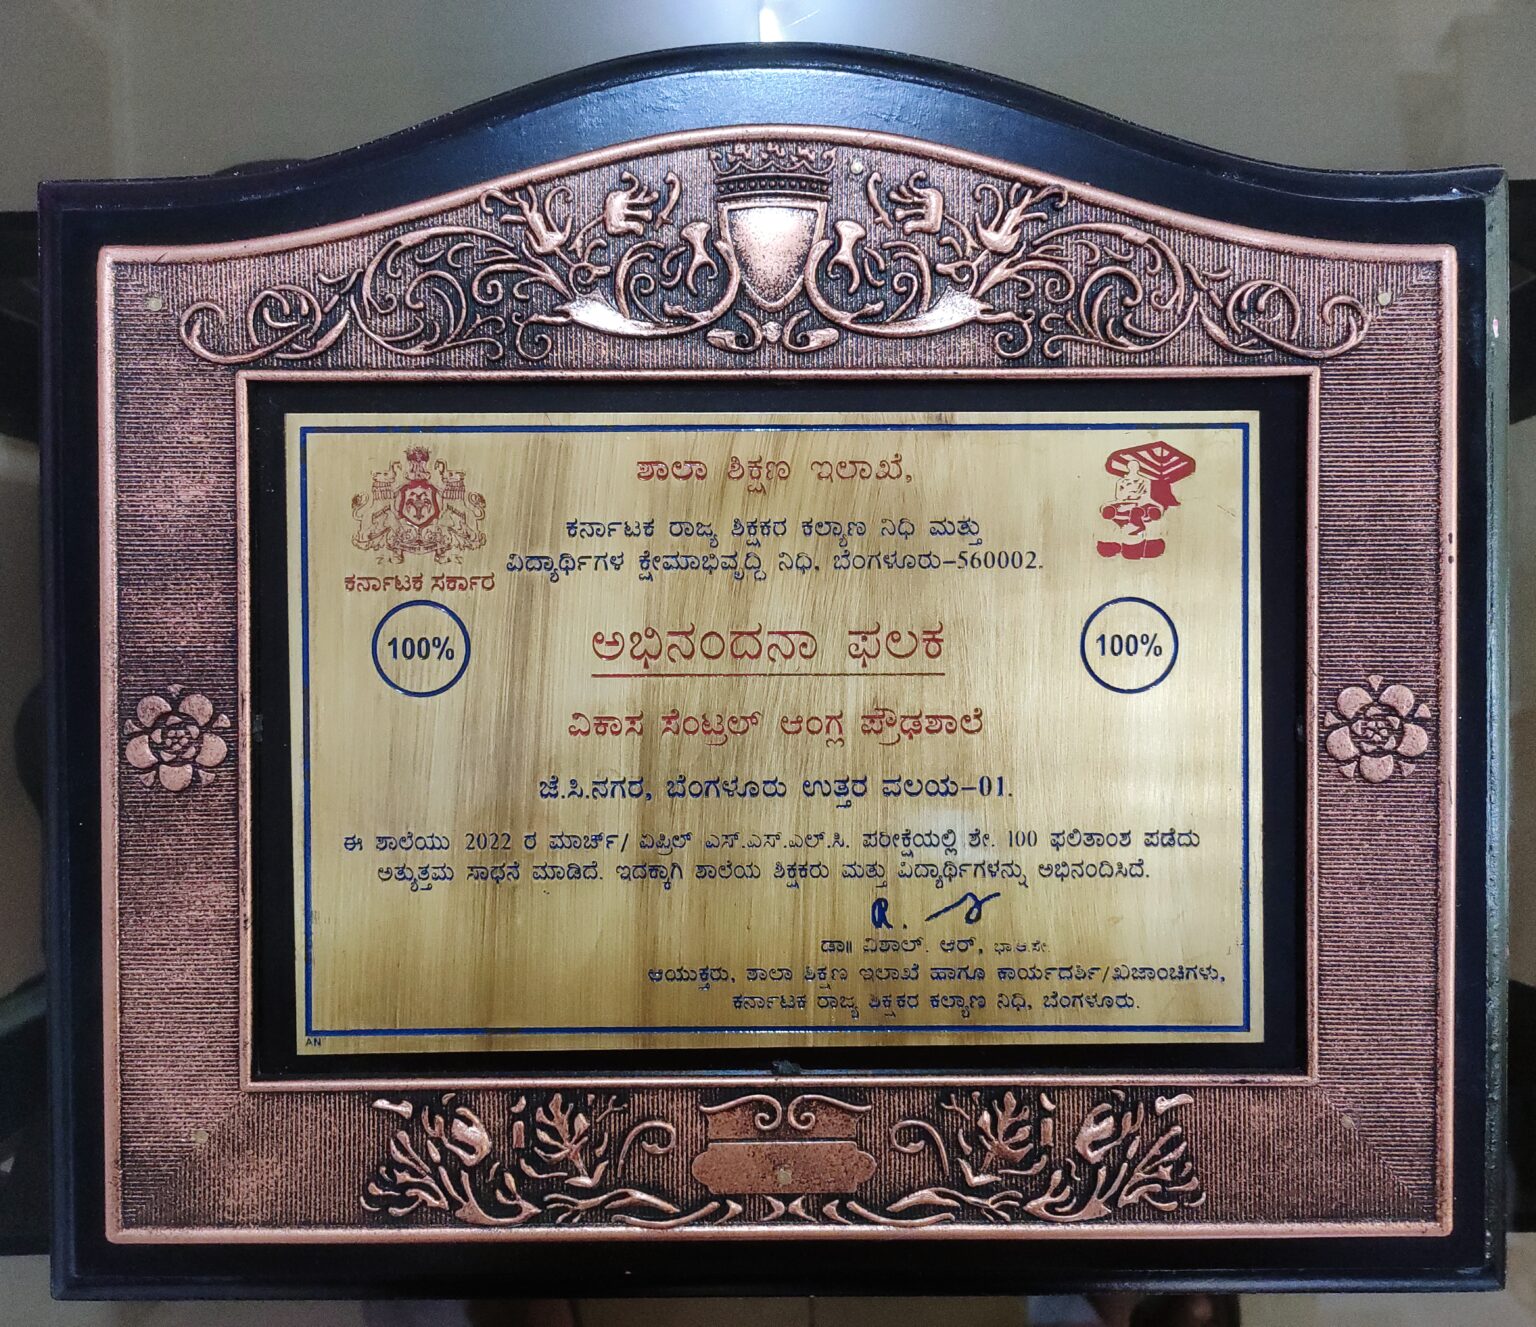 ಶಾಲಾ ಶಿಕ್ಷಣ ಇಲಾಖೆ,
ಕರ್ನಾಟಕ ರಾಜ್ಯ ಶಿಕ್ಷಕರ ಕಲ್ಯಾಣ ನಿಧಿ ಮತ್ತು
ವಿದ್ಯಾರ್ಥಿಗಳ ಕ್ಷೇಮಾಭಿವೃದ್ಧಿ ನಿಧಿ, ಬೆಂಗಳೂರು-560002.
ಕರ್ನಾಟಕ ಸರ್ಕಾರ
100%
ಅಭಿನಂದನಾ ಫಲಕ
100%
ವಿಕಾಸ ಸೆಂಟ್ರಲ್ ಆಂಗ್ಲ ಪ್ರೌಢಶಾಲೆ
ಜೆ.ಸಿ.ನಗರ, ಬೆಂಗಳೂರು ಉತ್ತರ ವಲಯ-01.
ಈ ಶಾಲೆಯು 2022 ರ ಮಾರ್ಚ್/ ಏಪ್ರಿಲ್ ಎಸ್.ಎಸ್.ಎಲ್.ಸಿ. ಪರೀಕ್ಷೆಯಲ್ಲಿ ಶೇ. 100 ಫಲಿತಾಂಶ ಪಡೆದು
ಅತ್ಯುತ್ತಮ ಸಾಧನೆ ಮಾಡಿದೆ. ಇದಕ್ಕಾಗಿ ಶಾಲೆಯ ಶಿಕ್ಷಕರು ಮತ್ತು ವಿದ್ಯಾರ್ಥಿಗಳನ್ನು ಅಭಿನಂದಿಸಿದೆ.
ಡಾ॥ ವಿಶಾಲ್. ಆರ್, ಭಾ.ಆ.ಸೇ.
ಆಯುಕ್ತರು, ಶಾಲಾ ಶಿಕ್ಷಣ ಇಲಾಖೆ ಹಾಗೂ ಕಾರ್ಯದರ್ಶಿ/ಖಜಾಂಚಿಗಳು,
ಕರ್ನಾಟಕ ರಾಜ್ಯ ಶಿಕ್ಷಕರ ಕಲ್ಯಾಣ ನಿಧಿ, ಬೆಂಗಳೂರು.
AN